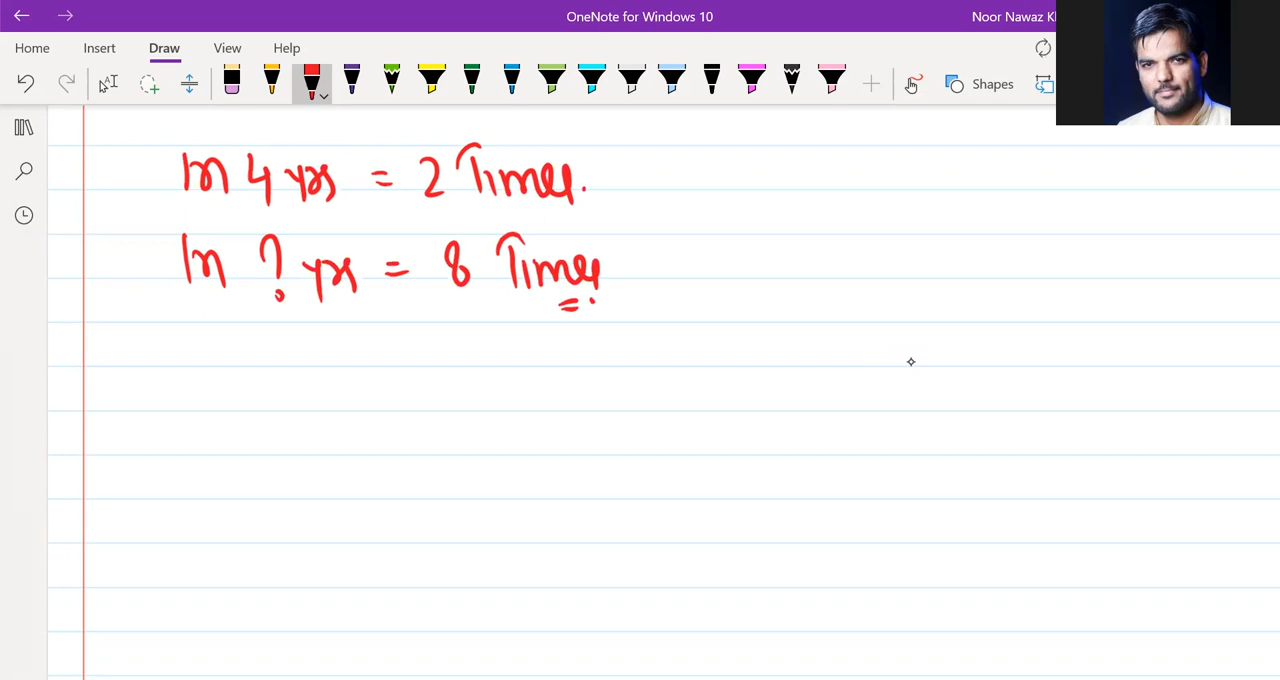 OneNote for Windows 10
Noor Nawaz Kh
Home Insert Draw View Help
Shapes
In 4 yrs = 2 Times.
In ? yrs = 8 Times.